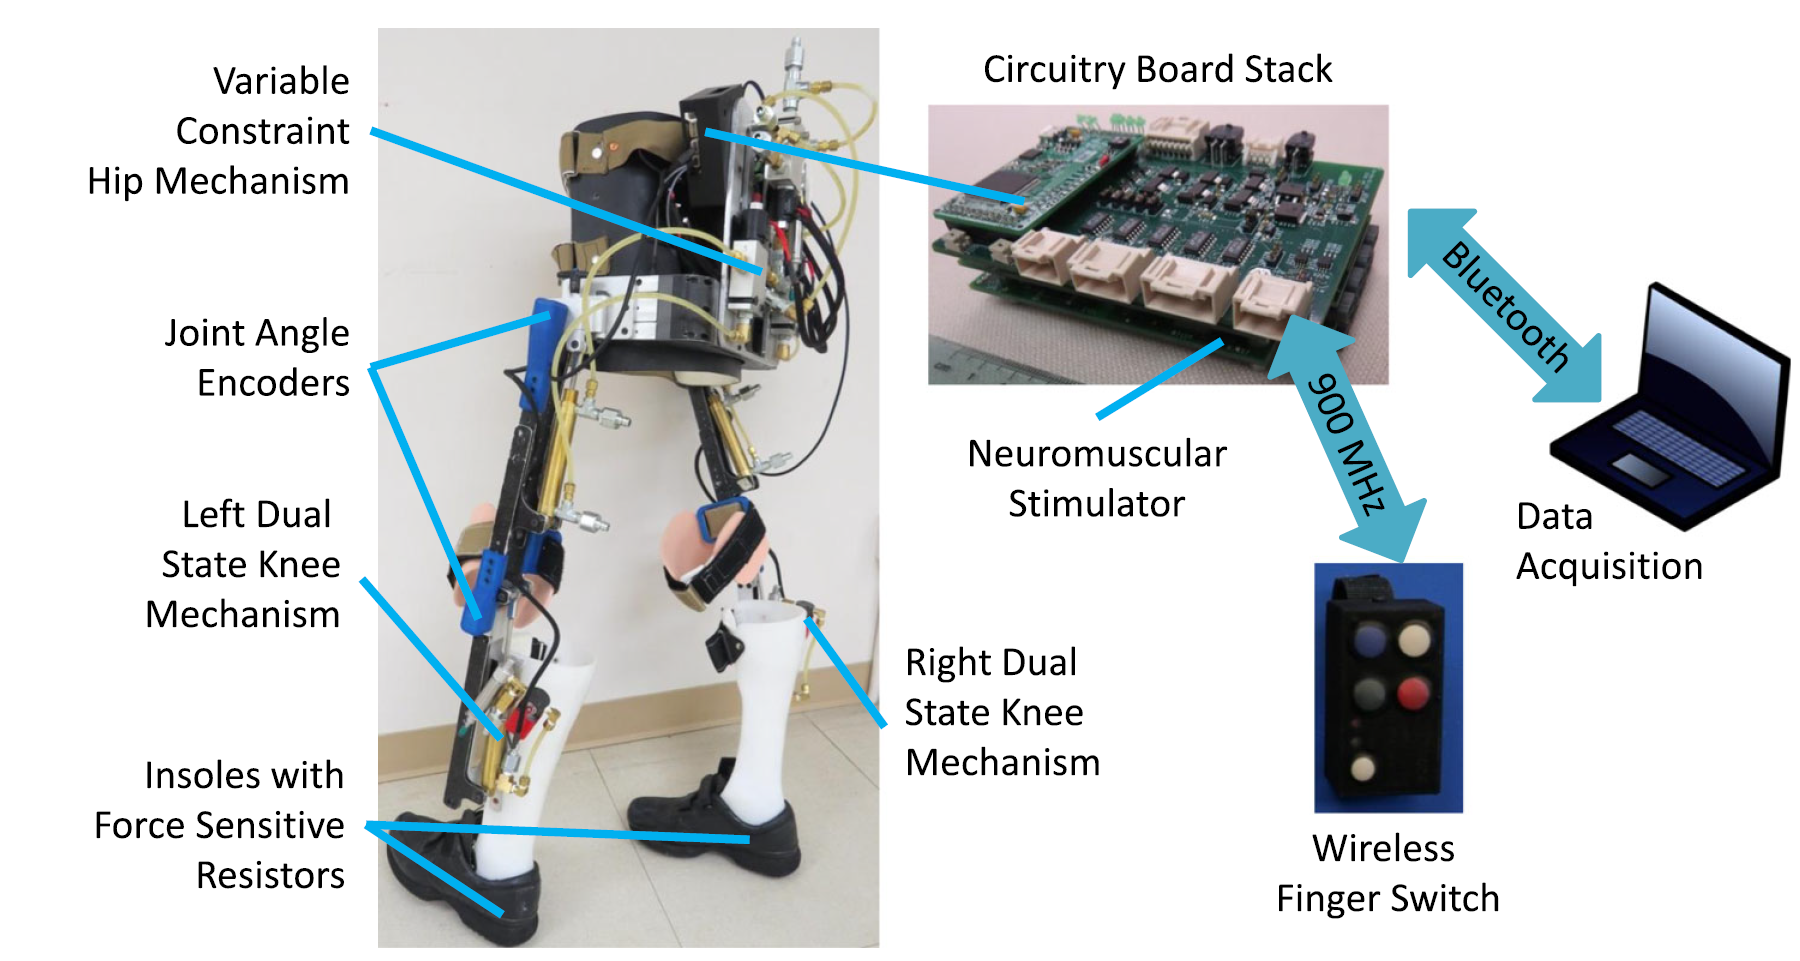 Variable
Constraint
Hip Mechanism
Joint Angle
Encoders
Left Dual
State Knee
Mechanism
Insoles with
Force Sensitive
Resistors
Circuitry Board Stack
Neuromuscular
Stimulator
Right Dual
State Knee
Mechanism
Bluetooth
900 MHz
Data
Acquisition
Wireless
Finger Switch